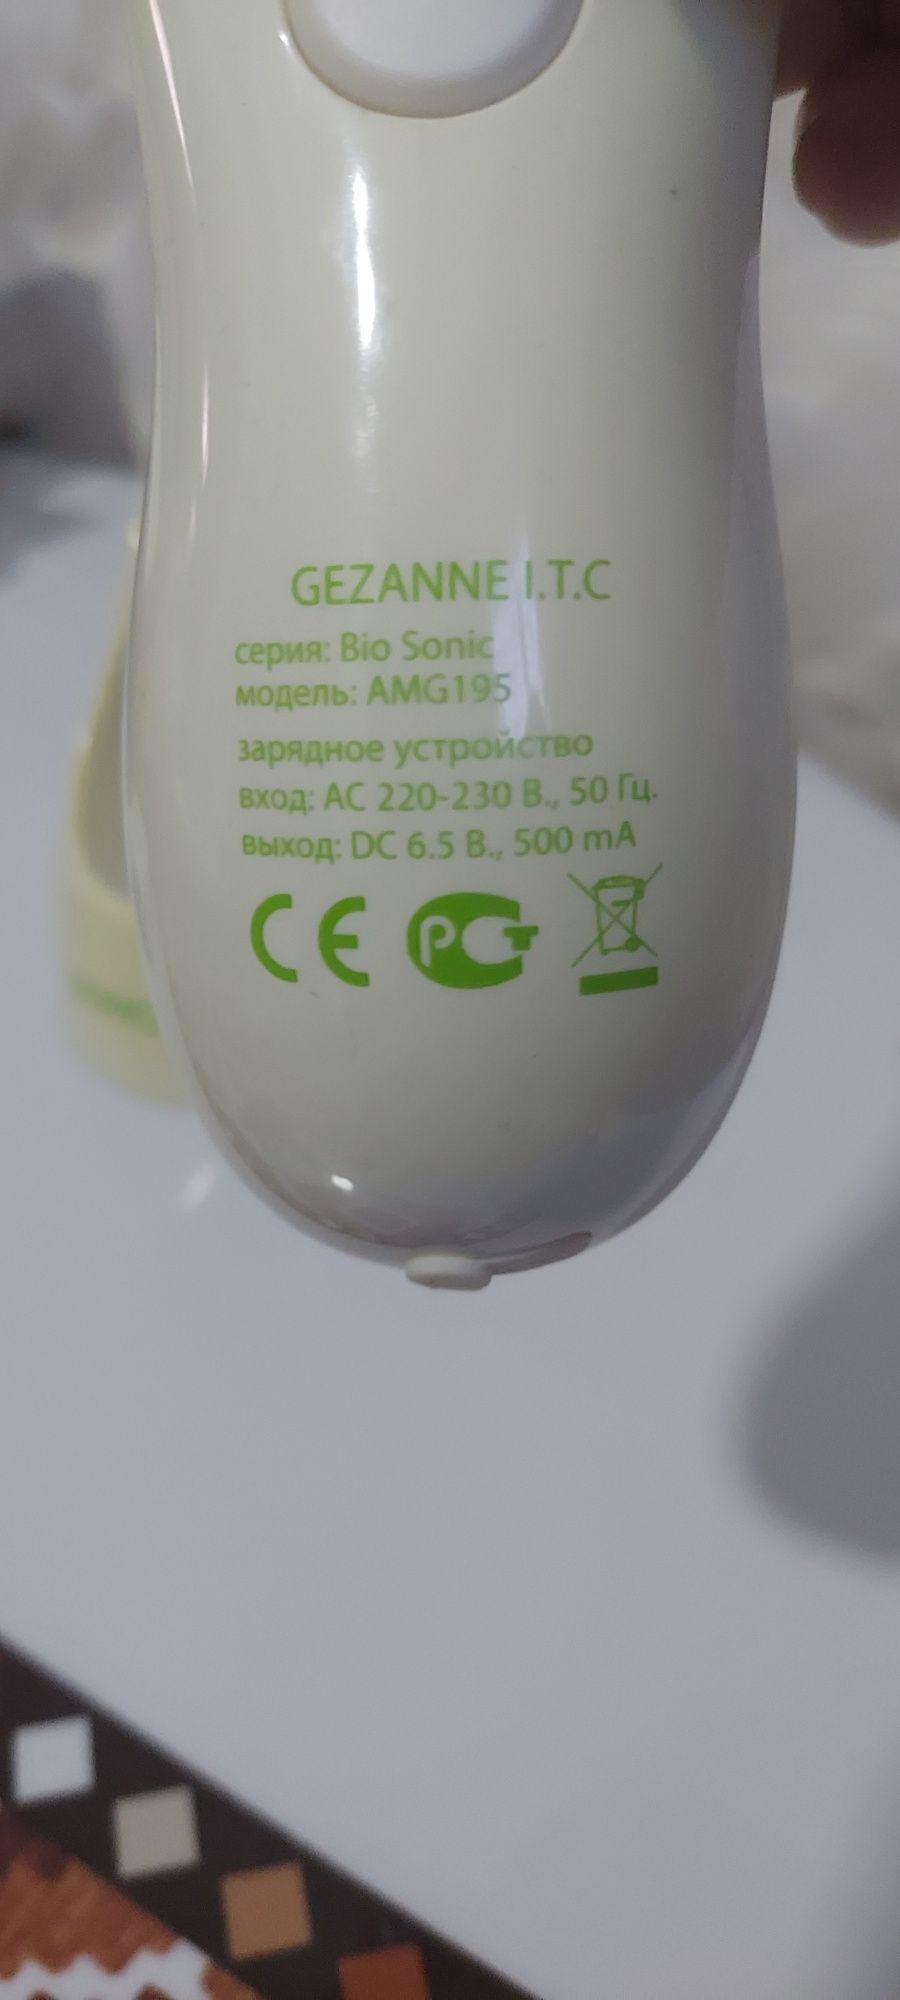 GEZANNE I.T.C
серия: Bio Sonic
модель: AMG195
зарядное устройство
вход: AC 220-230 В., 50 Гц.
выход: DC 6.5 В., 500 mA
CE PCT